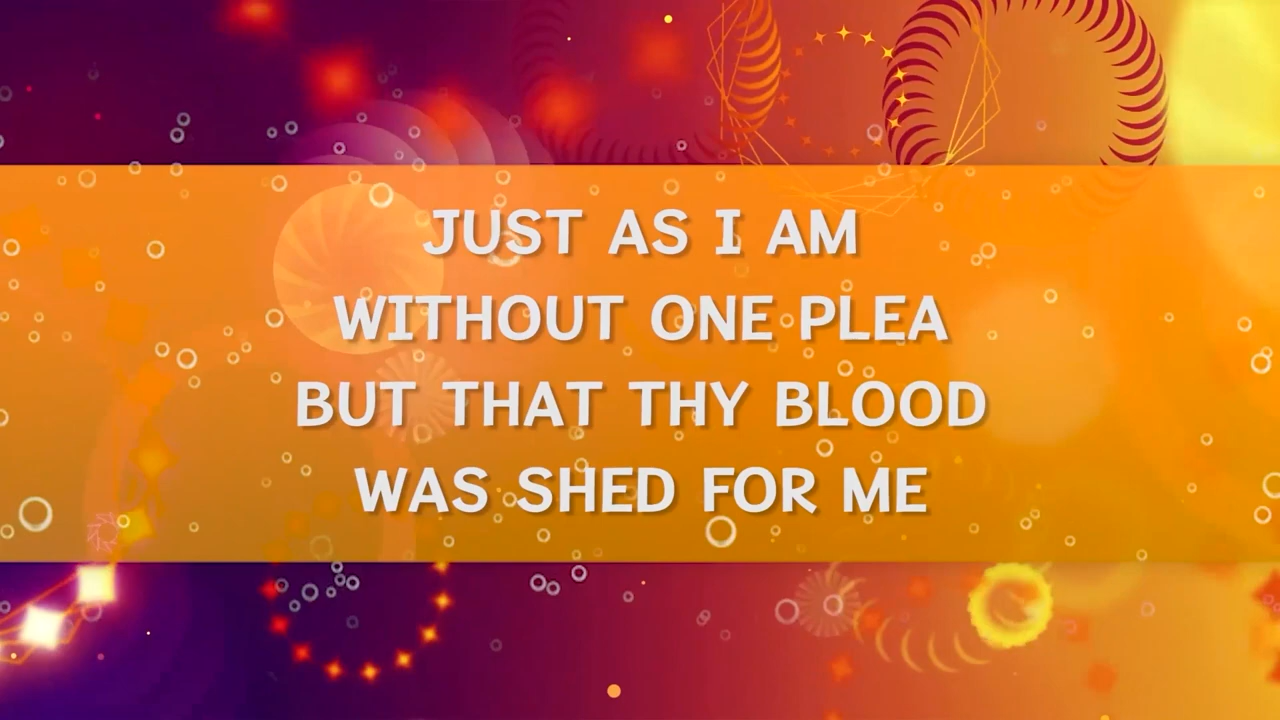 JUST AS I AM
WITHOUT ONE PLEA
BUT THAT THY BLOOD
WAS SHED FOR ME